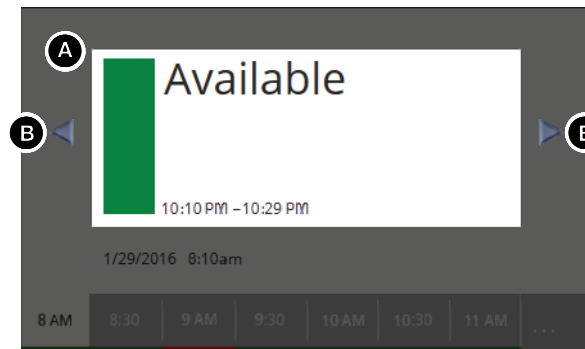 A
Available
B
B
10:10 PM – 10:29 PM
1/29/2016 8:10am
8 AM 8:30 9 AM 9:30 10 AM 10:30 11 AM ...